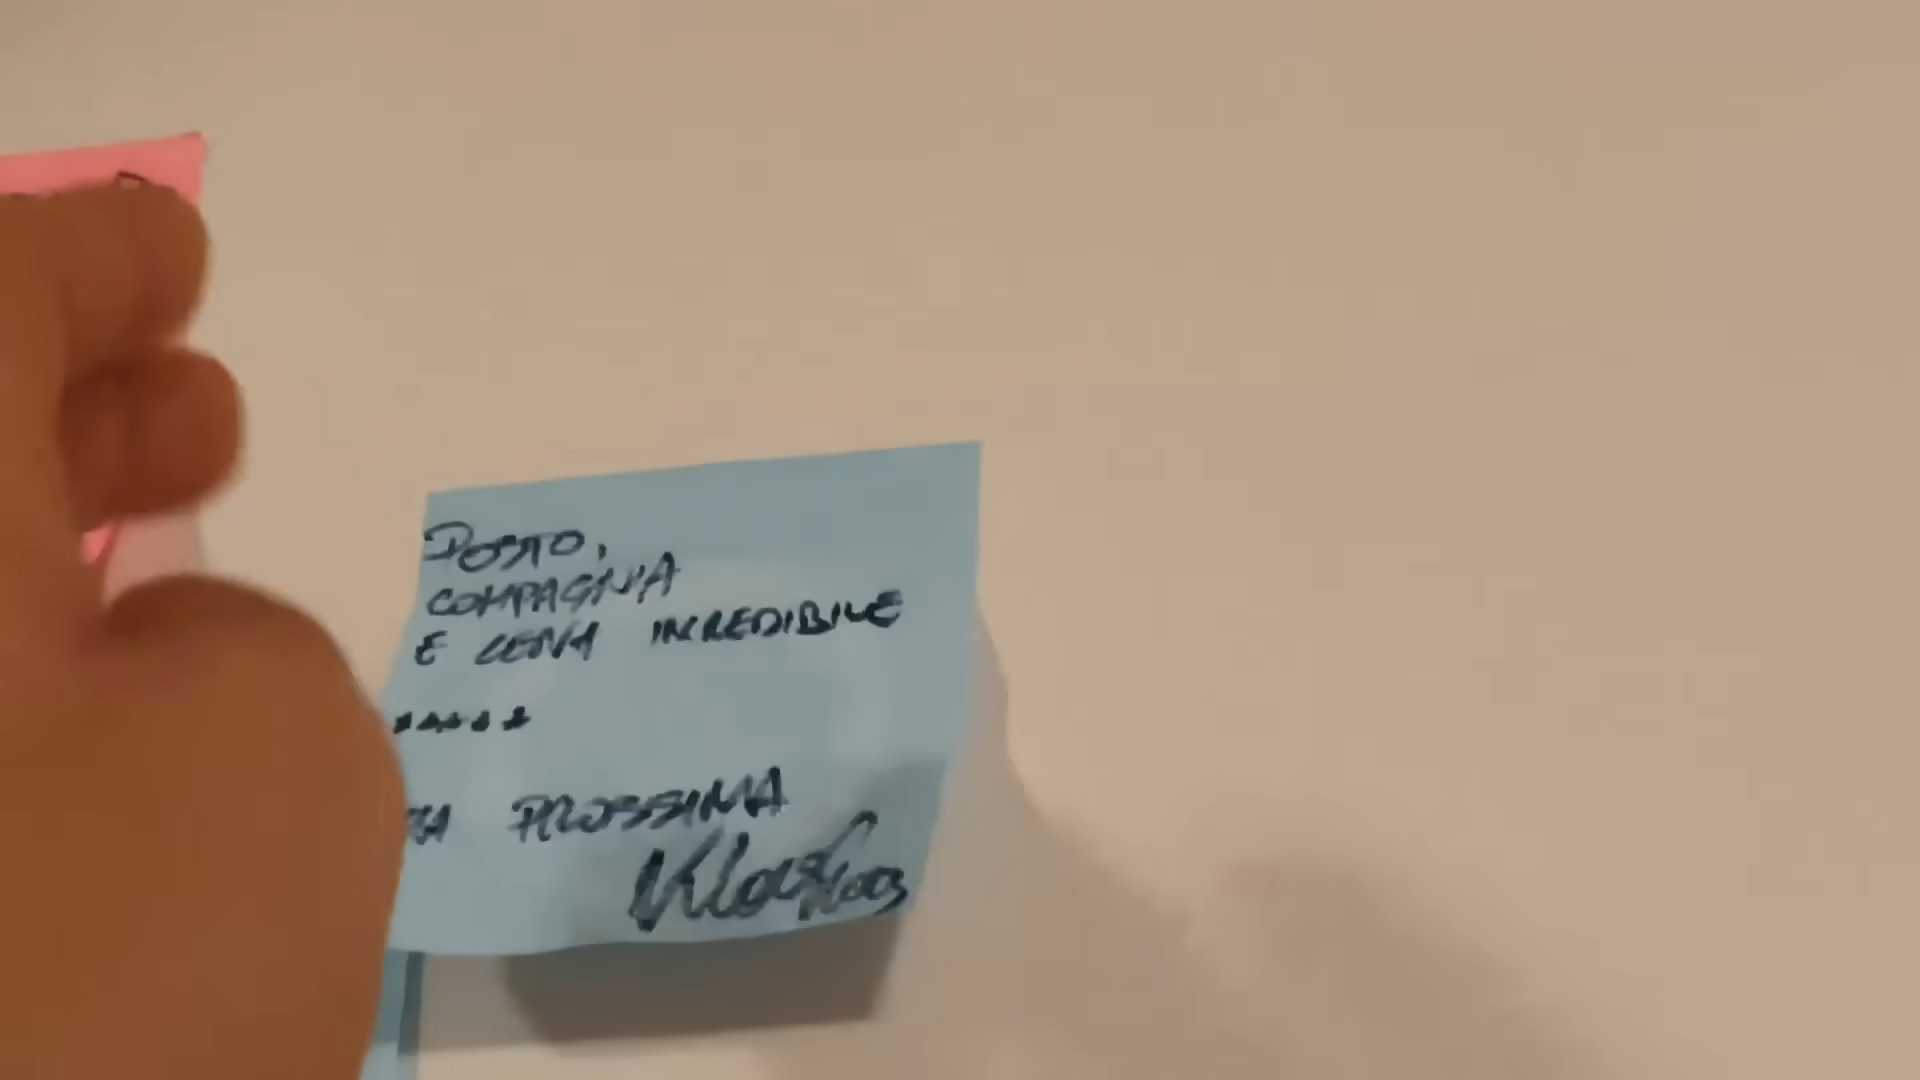 POSTO,
COMPAGNIA
E CENA INCREDIBILE
.....
PROSSIMA